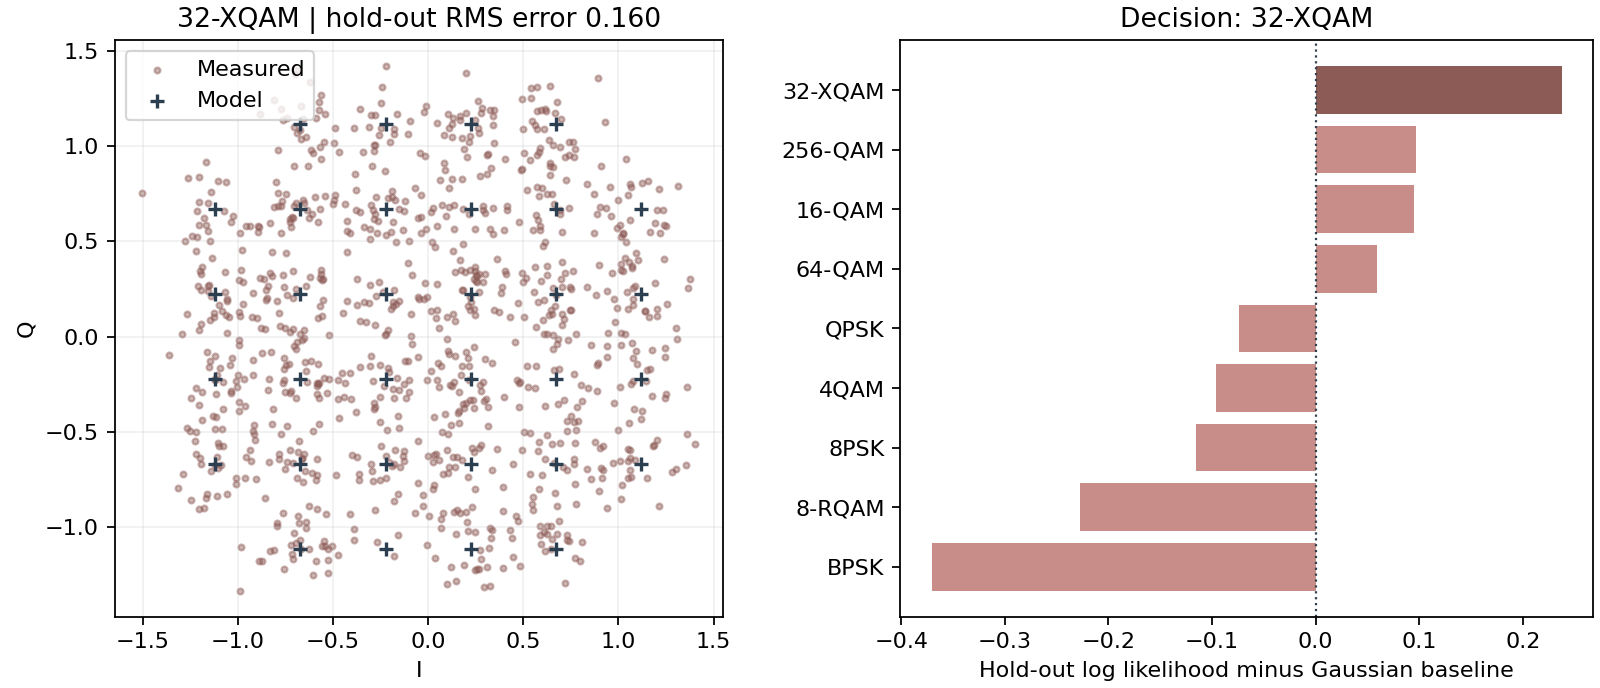 32-XQAM | hold-out RMS error 0.160
Measured
Model
1.5
1.0
0.5
0.0
−0.5
−1.0
Q
−1.5
−1.0
−0.5
0.0
0.5
1.0
1.5
I
Decision: 32-XQAM
32-XQAM
256-QAM
16-QAM
64-QAM
QPSK
4QAM
8PSK
8-RQAM
BPSK
−0.4
−0.3
−0.2
−0.1
0.0
0.1
0.2
Hold-out log likelihood minus Gaussian baseline